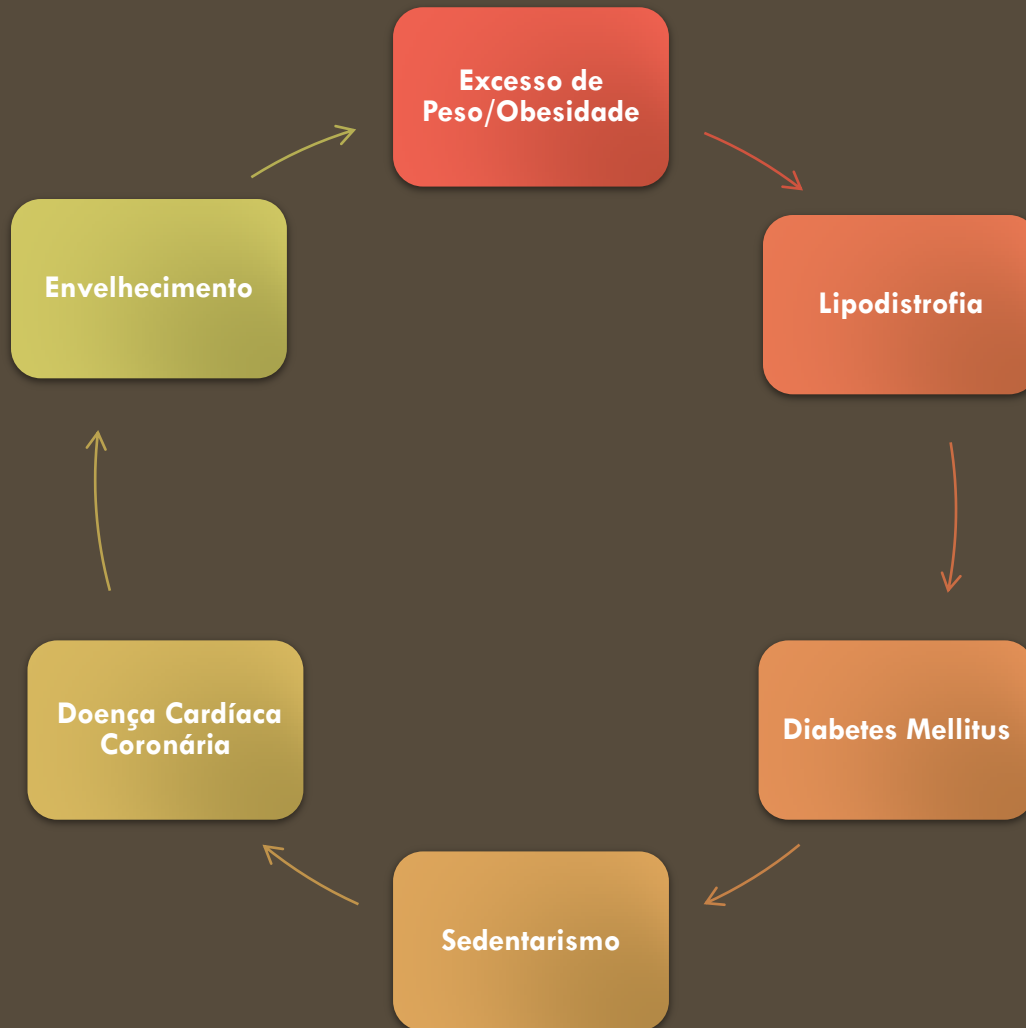 Excesso de
Peso/Obesidade
Lipodistrofia
Diabetes Mellitus
Sedentarismo
Doença Cardíaca
Coronária
Envelhecimento